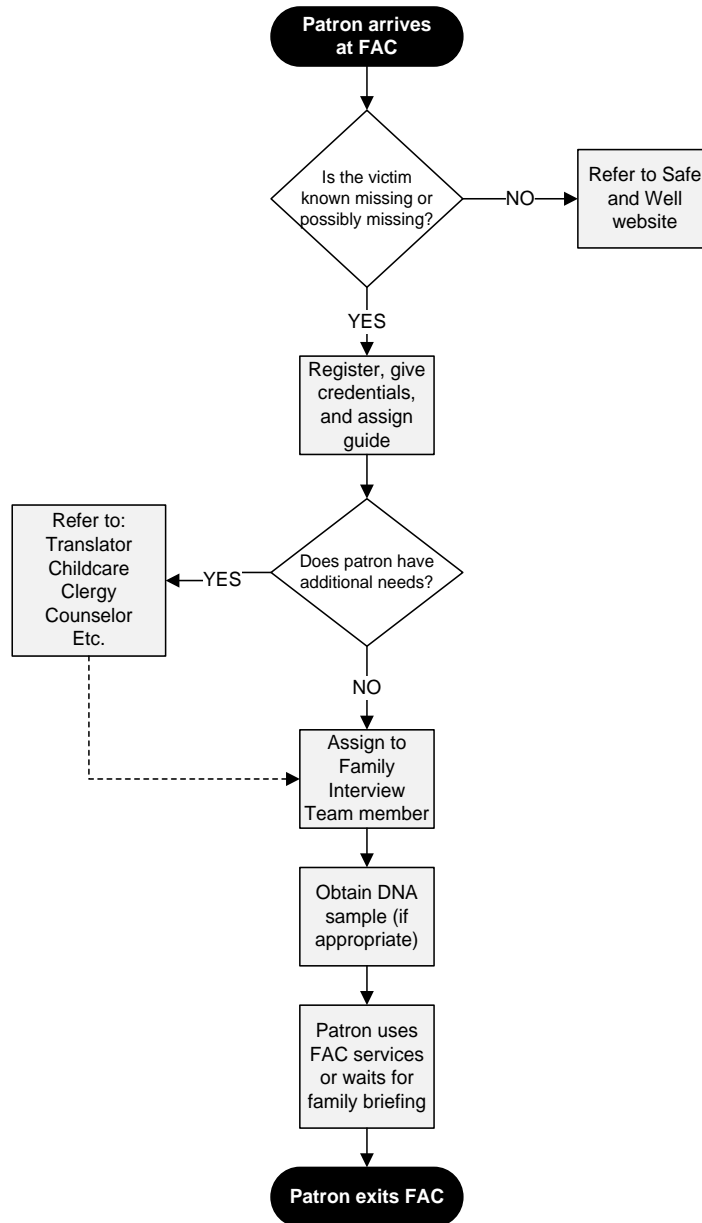 Patron arrives
at FAC
Is the victim
known missing or
possibly missing?
NO
Refer to Safe
and Well
website
YES
Register, give
credentials,
and assign
guide
Does patron have
additional needs?
YES
Refer to:
Translator
Childcare
Clergy
Counselor
Etc.
NO
Assign to
Family
Interview
Team member
Obtain DNA
sample (if
appropriate)
Patron uses
FAC services
or waits for
family briefing
Patron exits FAC